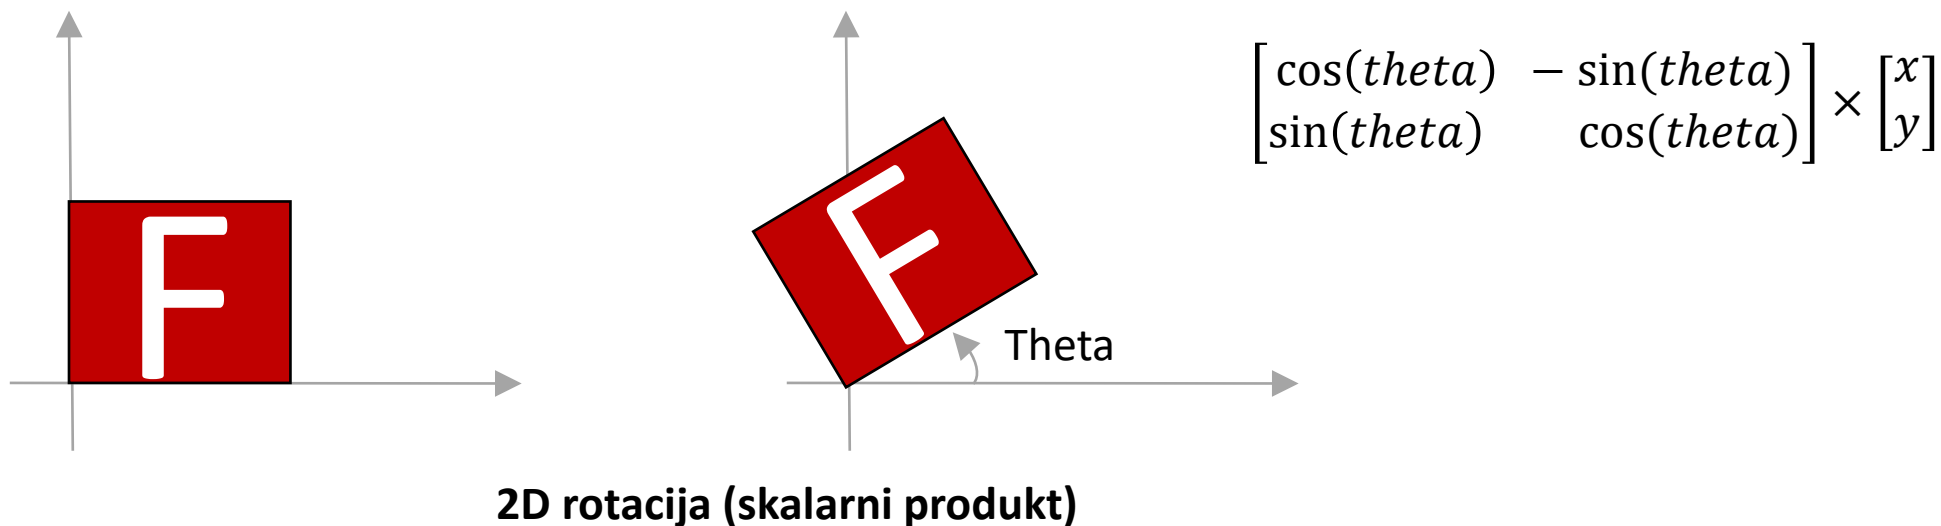 F
F
Theta
[cos(theta) − sin(theta)] × [x]
[sin(theta) cos(theta)] [y]
2D rotacija (skalarni produkt)